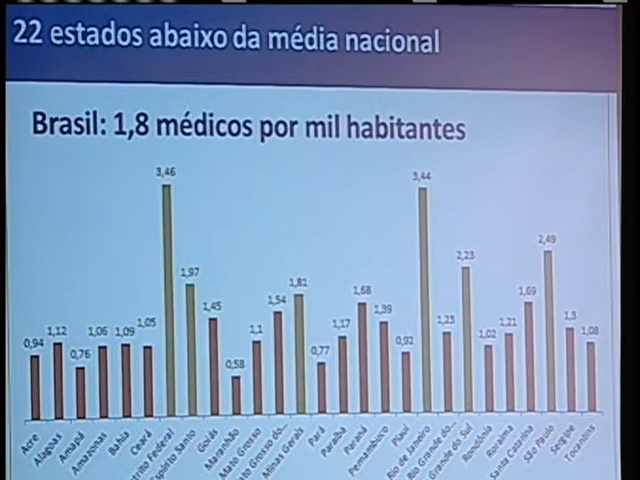 22 estados abaixo da média nacional
Brasil: 1,8 médicos por mil habitantes
0,94
1,12
0,76
1,06
1,09
1,05
3,46
1,97
1,45
0,58
1,1
1,54
1,81
0,77
1,17
1,68
1,39
0,92
3,44
1,23
2,23
1,02
1,21
1,69
2,49
1,3
1,08
Acre
Alagoas
Amapá
Amazonas
Bahia
Ceará
trito Federal
Espírito Santo
Goiás
Maranhão
Mato Grosso
to Grosso do...
Minas Gerais
Pará
Paraíba
Paraná
Pernambuco
Piauí
Rio de Janeiro
Rio Grande do...
Grande do Sul
Rondônia
Roraima
Santa Catarina
São Paulo
Sergipe
Tocantins